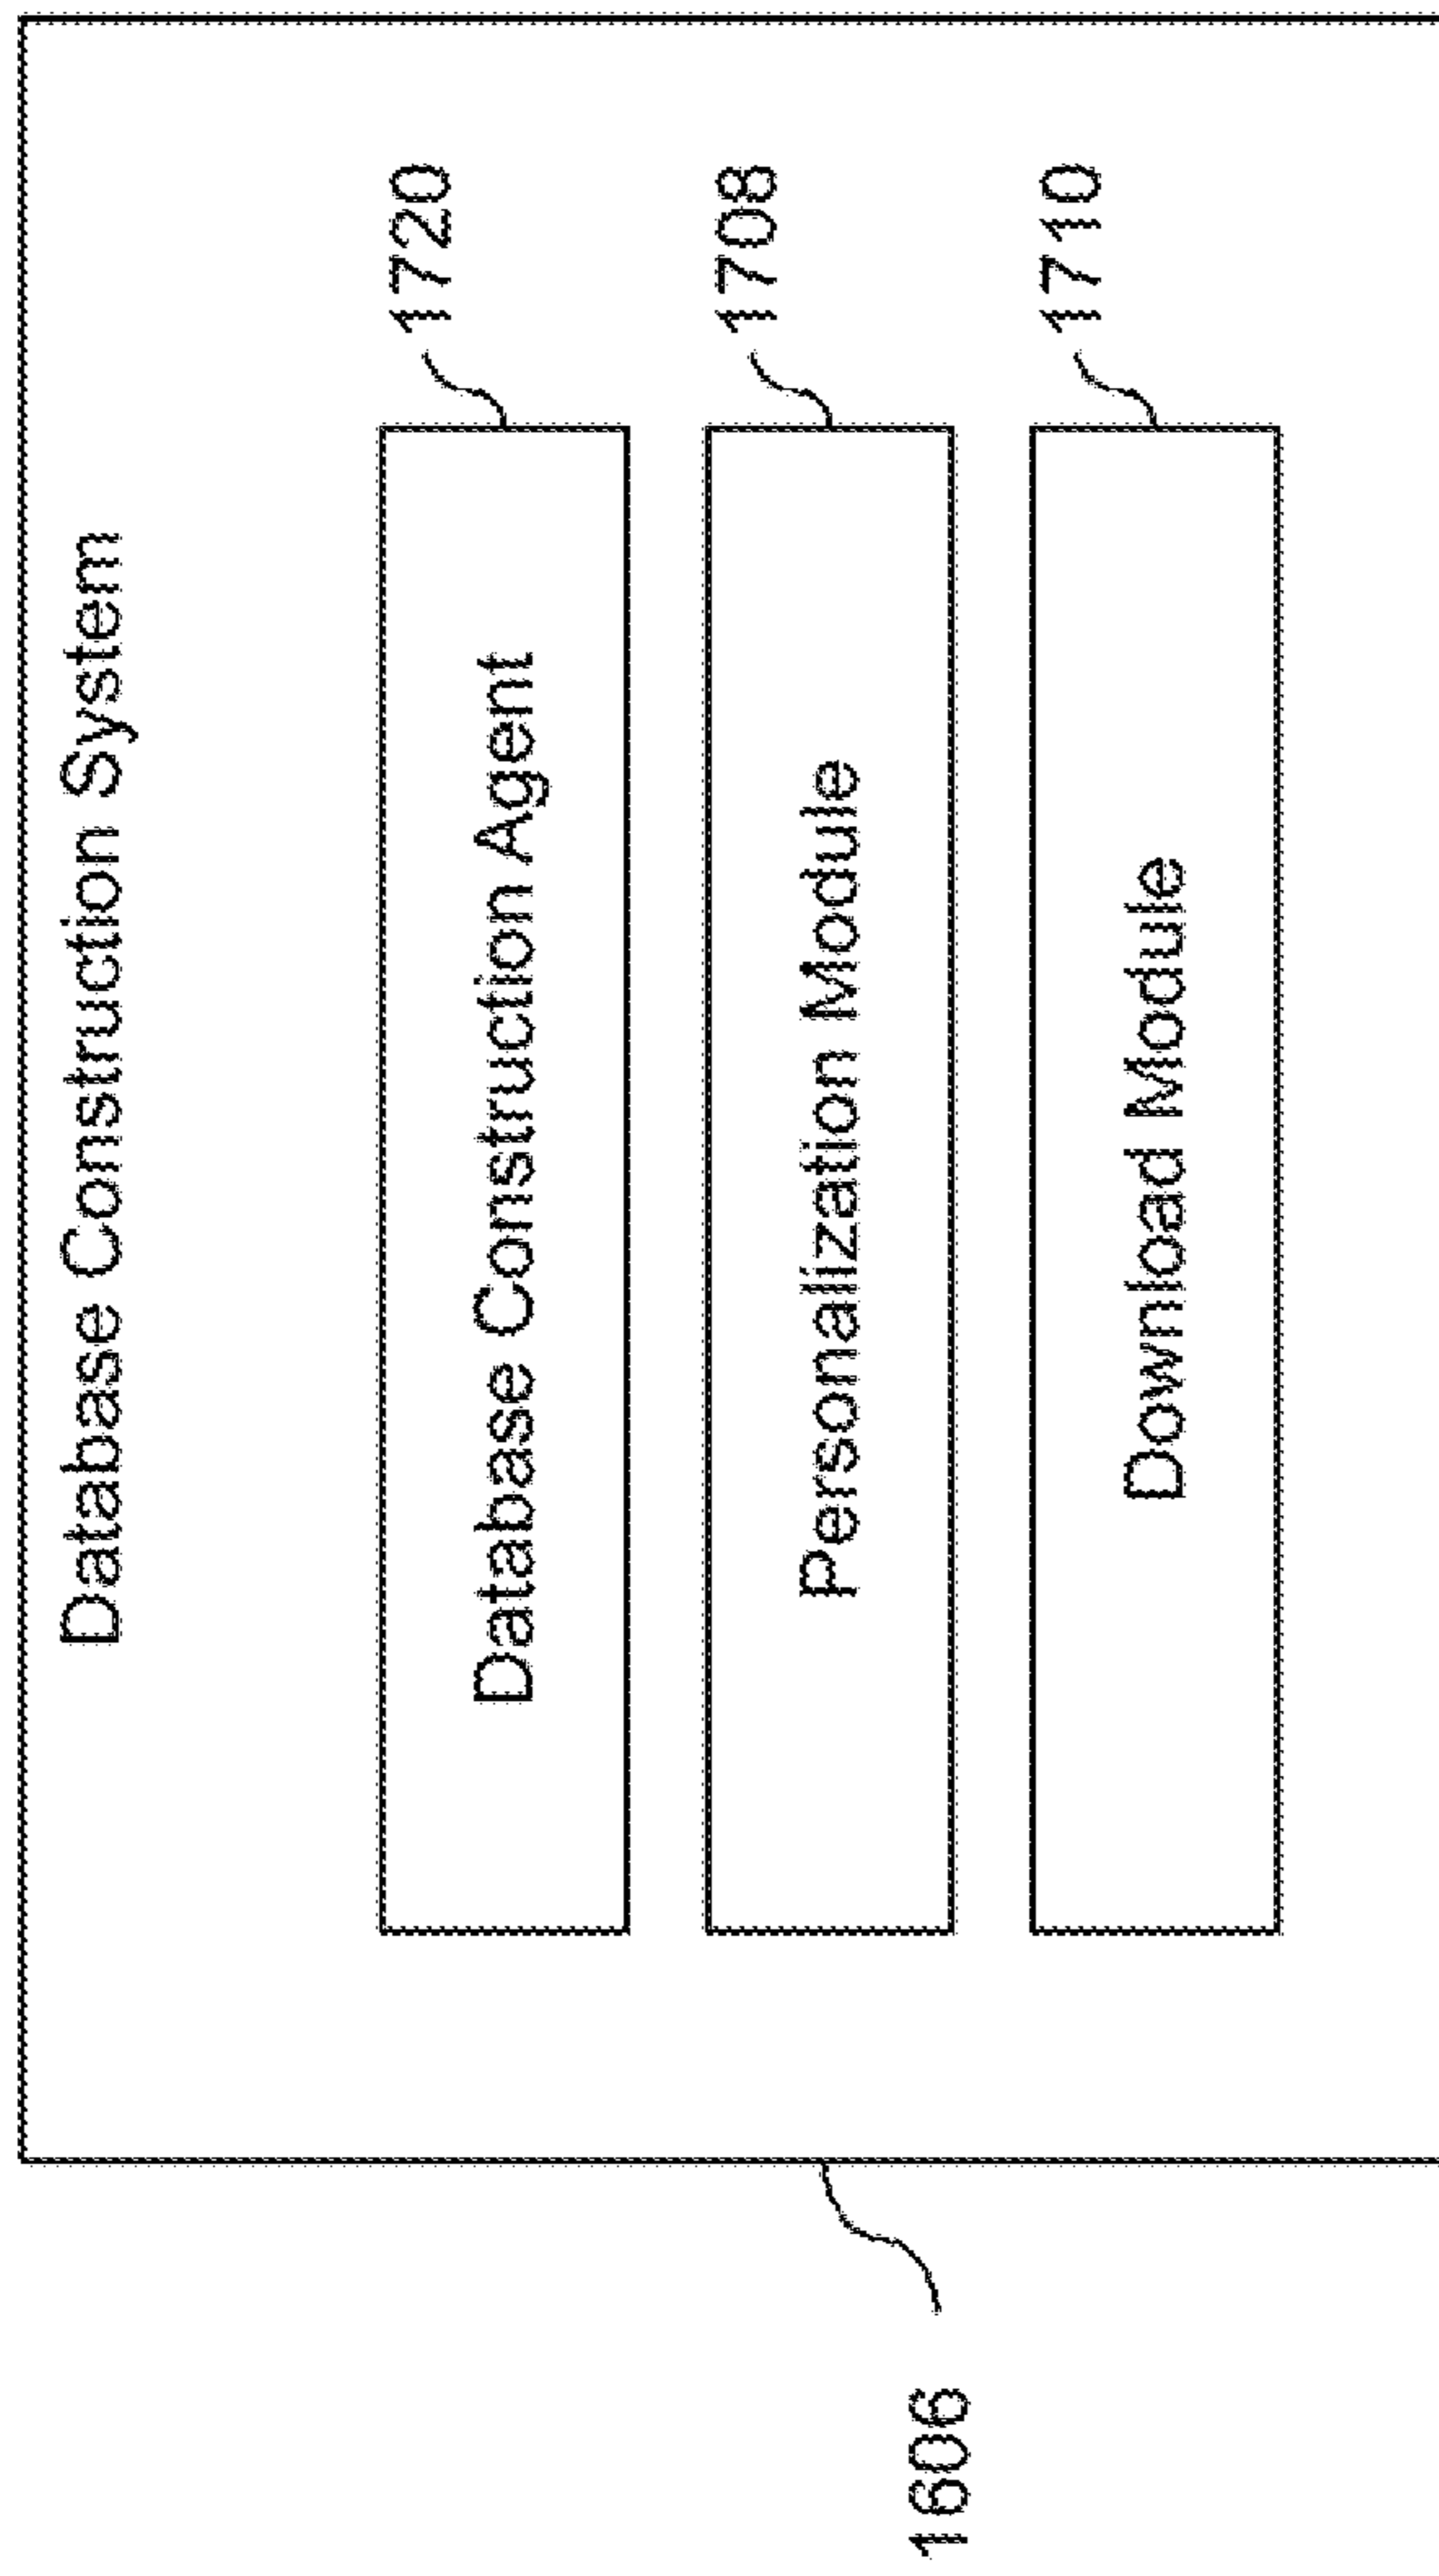 Database Construction System
Database Construction Agent
1720
Personalization Module
1708
Download Module
1710
1606